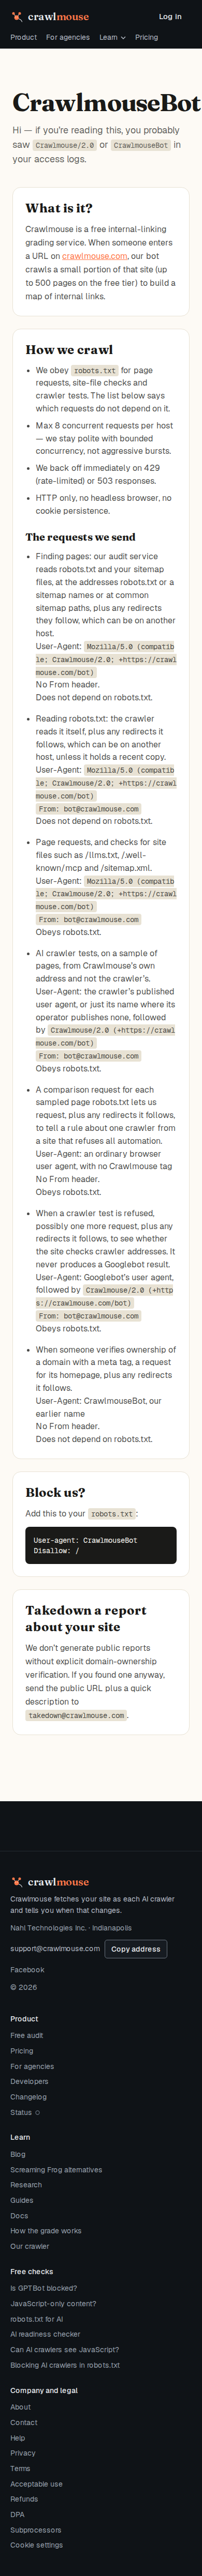 crawlmouse
Log In
Product For agencies Learn Pricing
CrawlmouseBot
Hi — if you're reading this, you probably
saw Crawlmouse/2.0 or CrawlmouseBot in
your access logs.
What is it?
Crawlmouse is a free internal-linking
grading service. When someone enters
a URL on crawlmouse.com, our bot
crawls a small portion of that site (up
to 500 pages on the free tier) to build a
map of internal links.
How we crawl
• We obey robots.txt for page
requests, site-file checks and
crawler tests. The list below says
which requests do not depend on it.
• Max 8 concurrent requests per host
— we stay polite with bounded
concurrency, not aggressive bursts.
• We back off immediately on 429
(rate-limited) or 503 responses.
• HTTP only, no headless browser, no
cookie persistence.
The requests we send
• Finding pages: our audit service
reads robots.txt and your sitemap
files, at the addresses robots.txt or a
sitemap names or at common
sitemap paths, plus any redirects
they follow, which can be on another
host.
User-Agent: Mozilla/5.0 (compatib
le; Crawlmouse/2.0; +https://crawl
mouse.com/bot)
No From header.
Does not depend on robots.txt.
• Reading robots.txt: the crawler
reads it itself, plus any redirects it
follows, which can be on another
host, unless it holds a recent copy.
User-Agent: Mozilla/5.0 (compatib
le; Crawlmouse/2.0; +https://crawl
mouse.com/bot)
From: bot@crawlmouse.com
Does not depend on robots.txt.
• Page requests, and checks for site
files such as /llms.txt, /.well-
known/mcp and /sitemap.xml.
User-Agent: Mozilla/5.0 (compatib
le; Crawlmouse/2.0; +https://crawl
mouse.com/bot)
From: bot@crawlmouse.com
Obeys robots.txt.
• AI crawler tests, on a sample of
pages, from Crawlmouse's own
address and not the crawler's.
User-Agent: the crawler's published
user agent, or just its name where its
operator publishes none, followed
by Crawlmouse/2.0 (+https://crawl
mouse.com/bot)
From: bot@crawlmouse.com
Obeys robots.txt.
• A comparison request for each
sampled page robots.txt lets us
request, plus any redirects it follows,
to tell a rule about one crawler from
a site that refuses all automation.
User-Agent: an ordinary browser
user agent, with no Crawlmouse tag
No From header.
Obeys robots.txt.
• When a crawler test is refused,
possibly one more request, plus any
redirects it follows, to see whether
the site checks crawler addresses. It
never produces a Googlebot result.
User-Agent: Googlebot's user agent,
followed by Crawlmouse/2.0 (+http
s://crawlmouse.com/bot)
From: bot@crawlmouse.com
Obeys robots.txt.
• When someone verifies ownership of
a domain with a meta tag, a request
for its homepage, plus any redirects
it follows.
User-Agent: CrawlmouseBot, our
earlier name
No From header.
Does not depend on robots.txt.
Block us?
Add this to your robots.txt:
User-agent: CrawlmouseBot
Disallow: /
Takedown a report
about your site
We don't generate public reports
without explicit domain-ownership
verification. If you found one anyway,
send the public URL plus a quick
description to
takedown@crawlmouse.com.
crawlmouse
Crawlmouse fetches your site as each AI crawler
and tells you when that changes.
Nahl Technologies Inc. · Indianapolis
support@crawlmouse.com Copy address
Facebook
© 2026
Product
Free audit
Pricing
For agencies
Developers
Changelog
Status
Learn
Blog
Screaming Frog alternatives
Research
Guides
Docs
How the grade works
Our crawler
Free checks
Is GPTBot blocked?
JavaScript-only content?
robots.txt for AI
AI readiness checker
Can AI crawlers see JavaScript?
Blocking AI crawlers in robots.txt
Company and legal
About
Contact
Help
Privacy
Terms
Acceptable use
Refunds
DPA
Subprocessors
Cookie settings